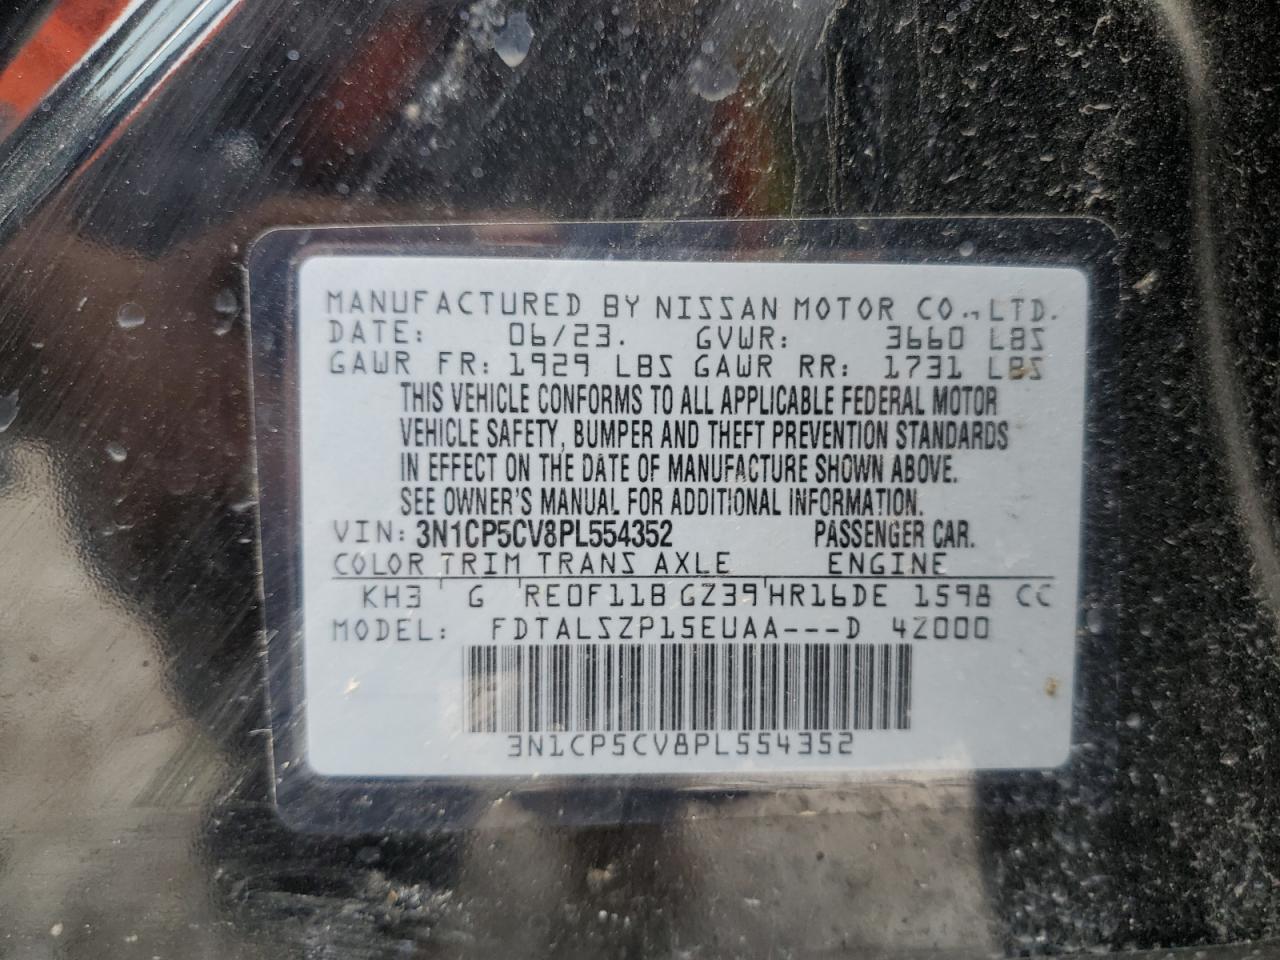 MANUFACTURED BY NISSAN MOTOR CO., LTD.
DATE: 06/23. GVWR: 3660 LBS
GAWR FR: 1929 LBS GAWR RR: 1731 LBS
THIS VEHICLE CONFORMS TO ALL APPLICABLE FEDERAL MOTOR
VEHICLE SAFETY, BUMPER AND THEFT PREVENTION STANDARDS
IN EFFECT ON THE DATE OF MANUFACTURE SHOWN ABOVE.
SEE OWNER'S MANUAL FOR ADDITIONAL INFORMATION.
VIN: 3N1CP5CV8PL554352 PASSENGER CAR.
COLOR TRIM TRANS AXLE ENGINE
KH3 G RE0F11B GZ39 HR16DE 1598 CC
MODEL: FDTALSZP15EUAA---D 42000
3N1CP5CV8PL554352